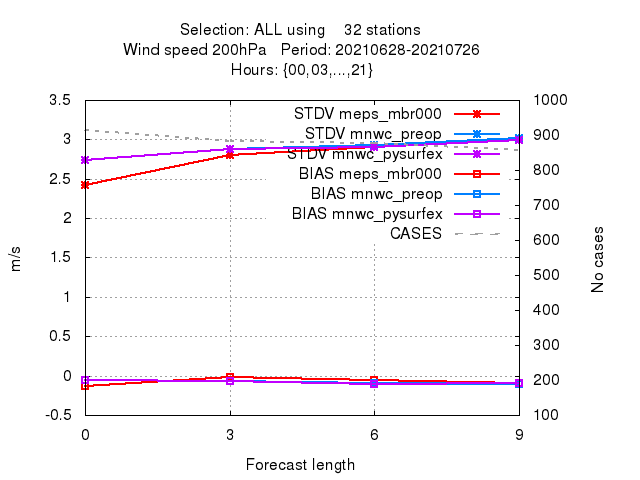 Selection: ALL using    32 stations
Wind speed 200hPa   Period: 20210628-20210726
Hours: {00,03,...,21}
3.5
3
2.5
2
1.5
1
0.5
0
-0.5
m/s
STDV meps_mbr000
STDV mnwc_preop
STDV mnwc_pysurfex
BIAS meps_mbr000
BIAS mnwc_preop
BIAS mnwc_pysurfex
CASES
1000
900
800
700
600
500
400
300
200
100
No cases
0 3 6 9
Forecast length